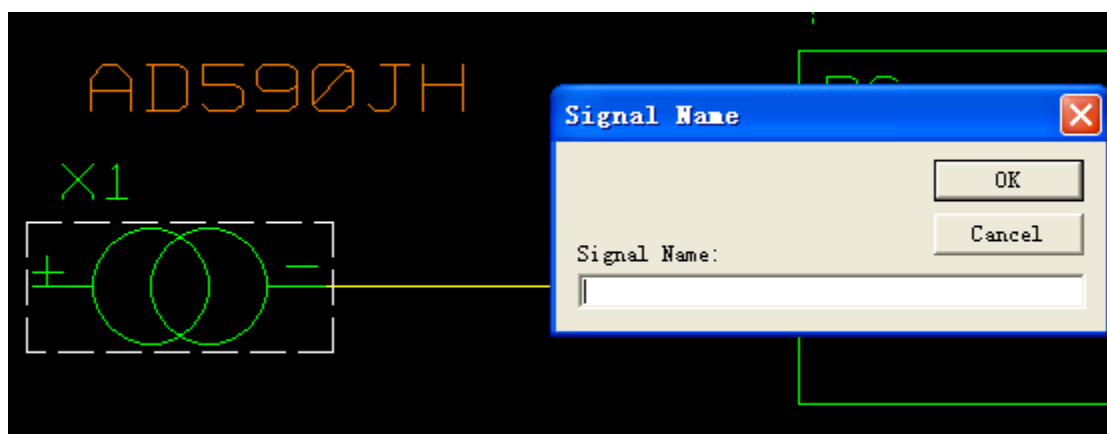 AD590JH
X1
+
-
Signal Name
OK
Cancel
Signal Name: